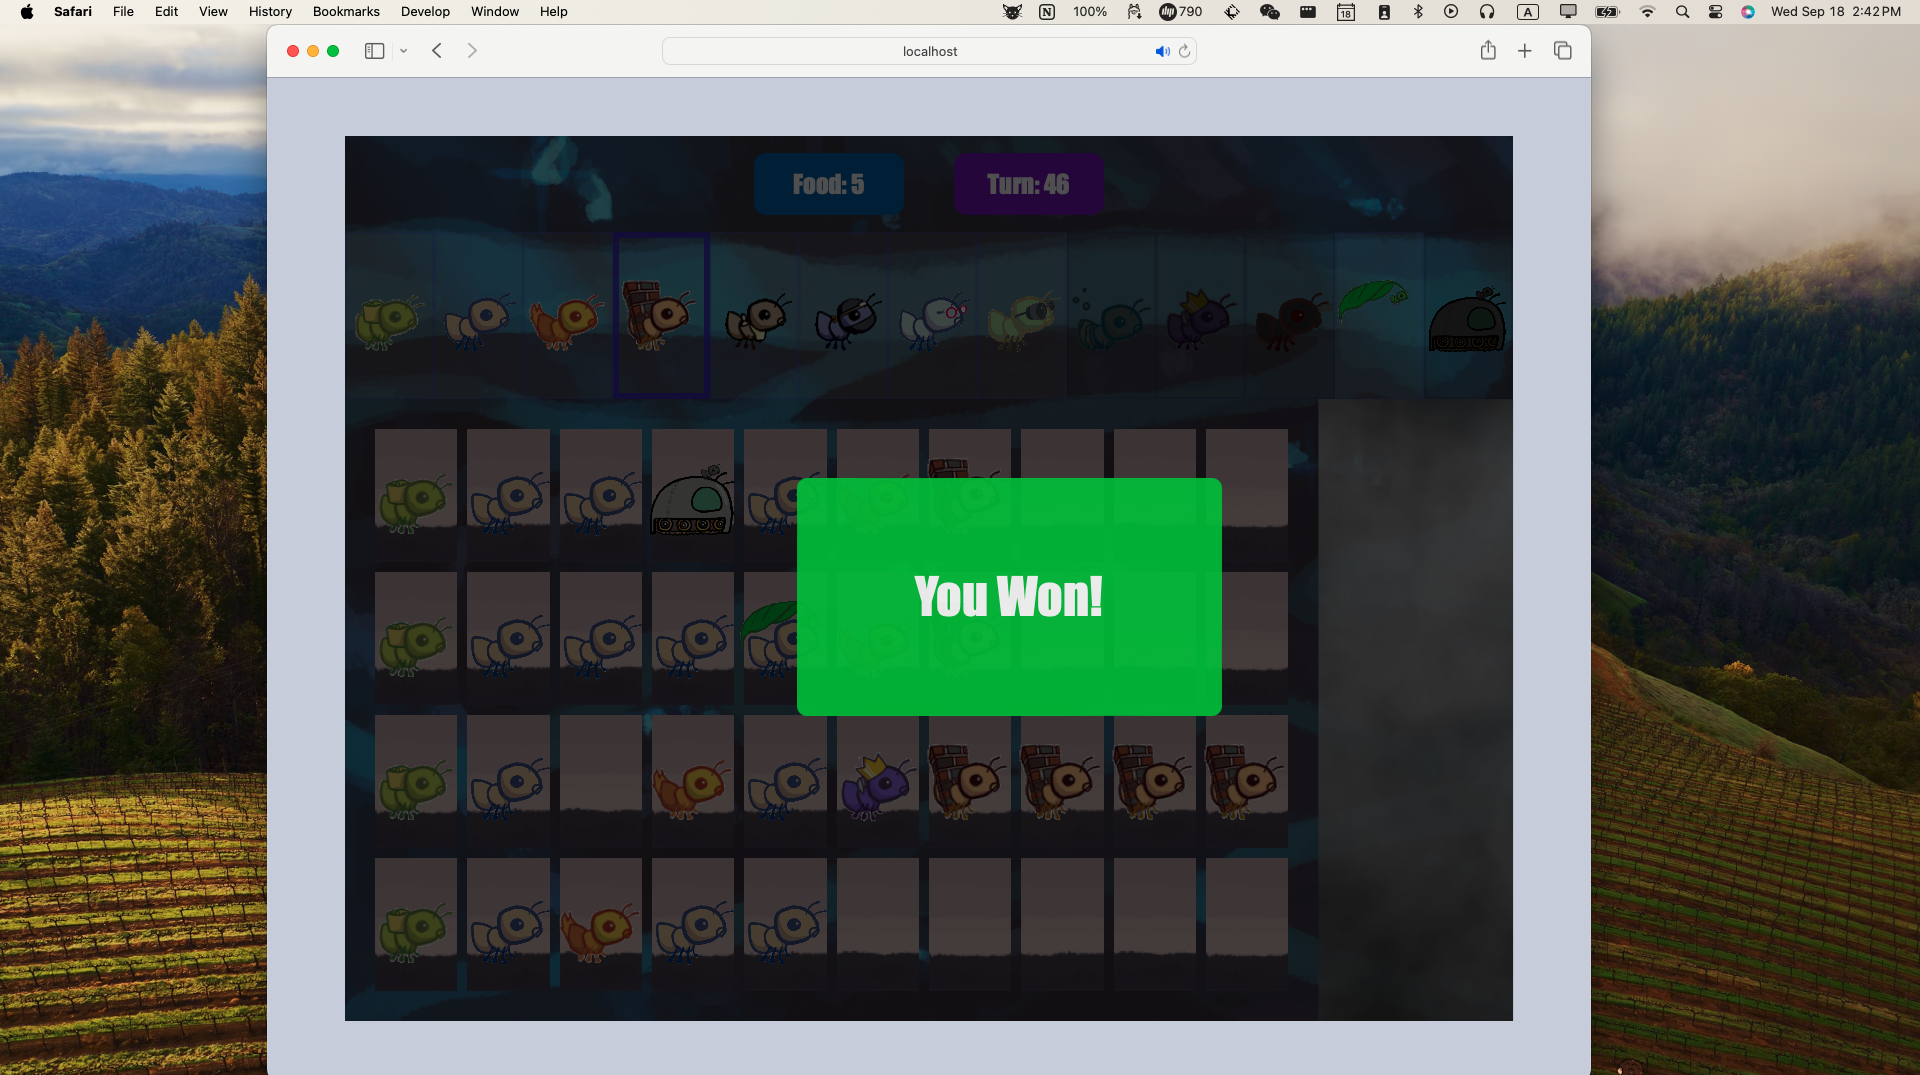 Safari File Edit View History Bookmarks Develop Window Help 100% 790 18 A Wed Sep 18 2:42 PM
localhost
Food: 5
Turn: 46
You Won!